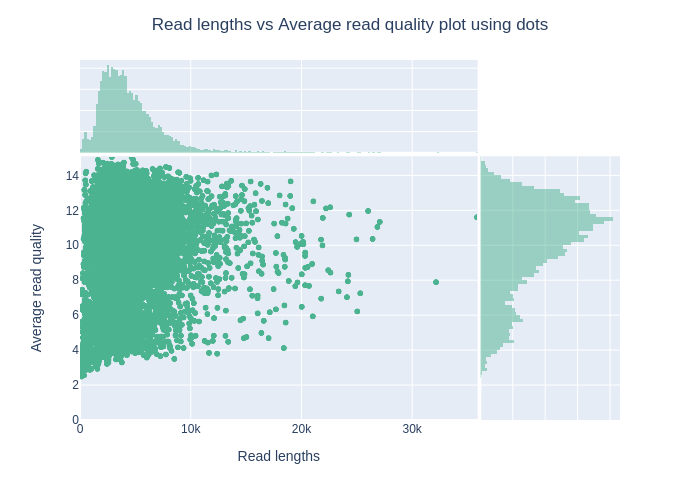 Read lengths vs Average read quality plot using dots
14
12
10
8
6
4
2
0
Average read quality
0 10k 20k 30k
Read lengths